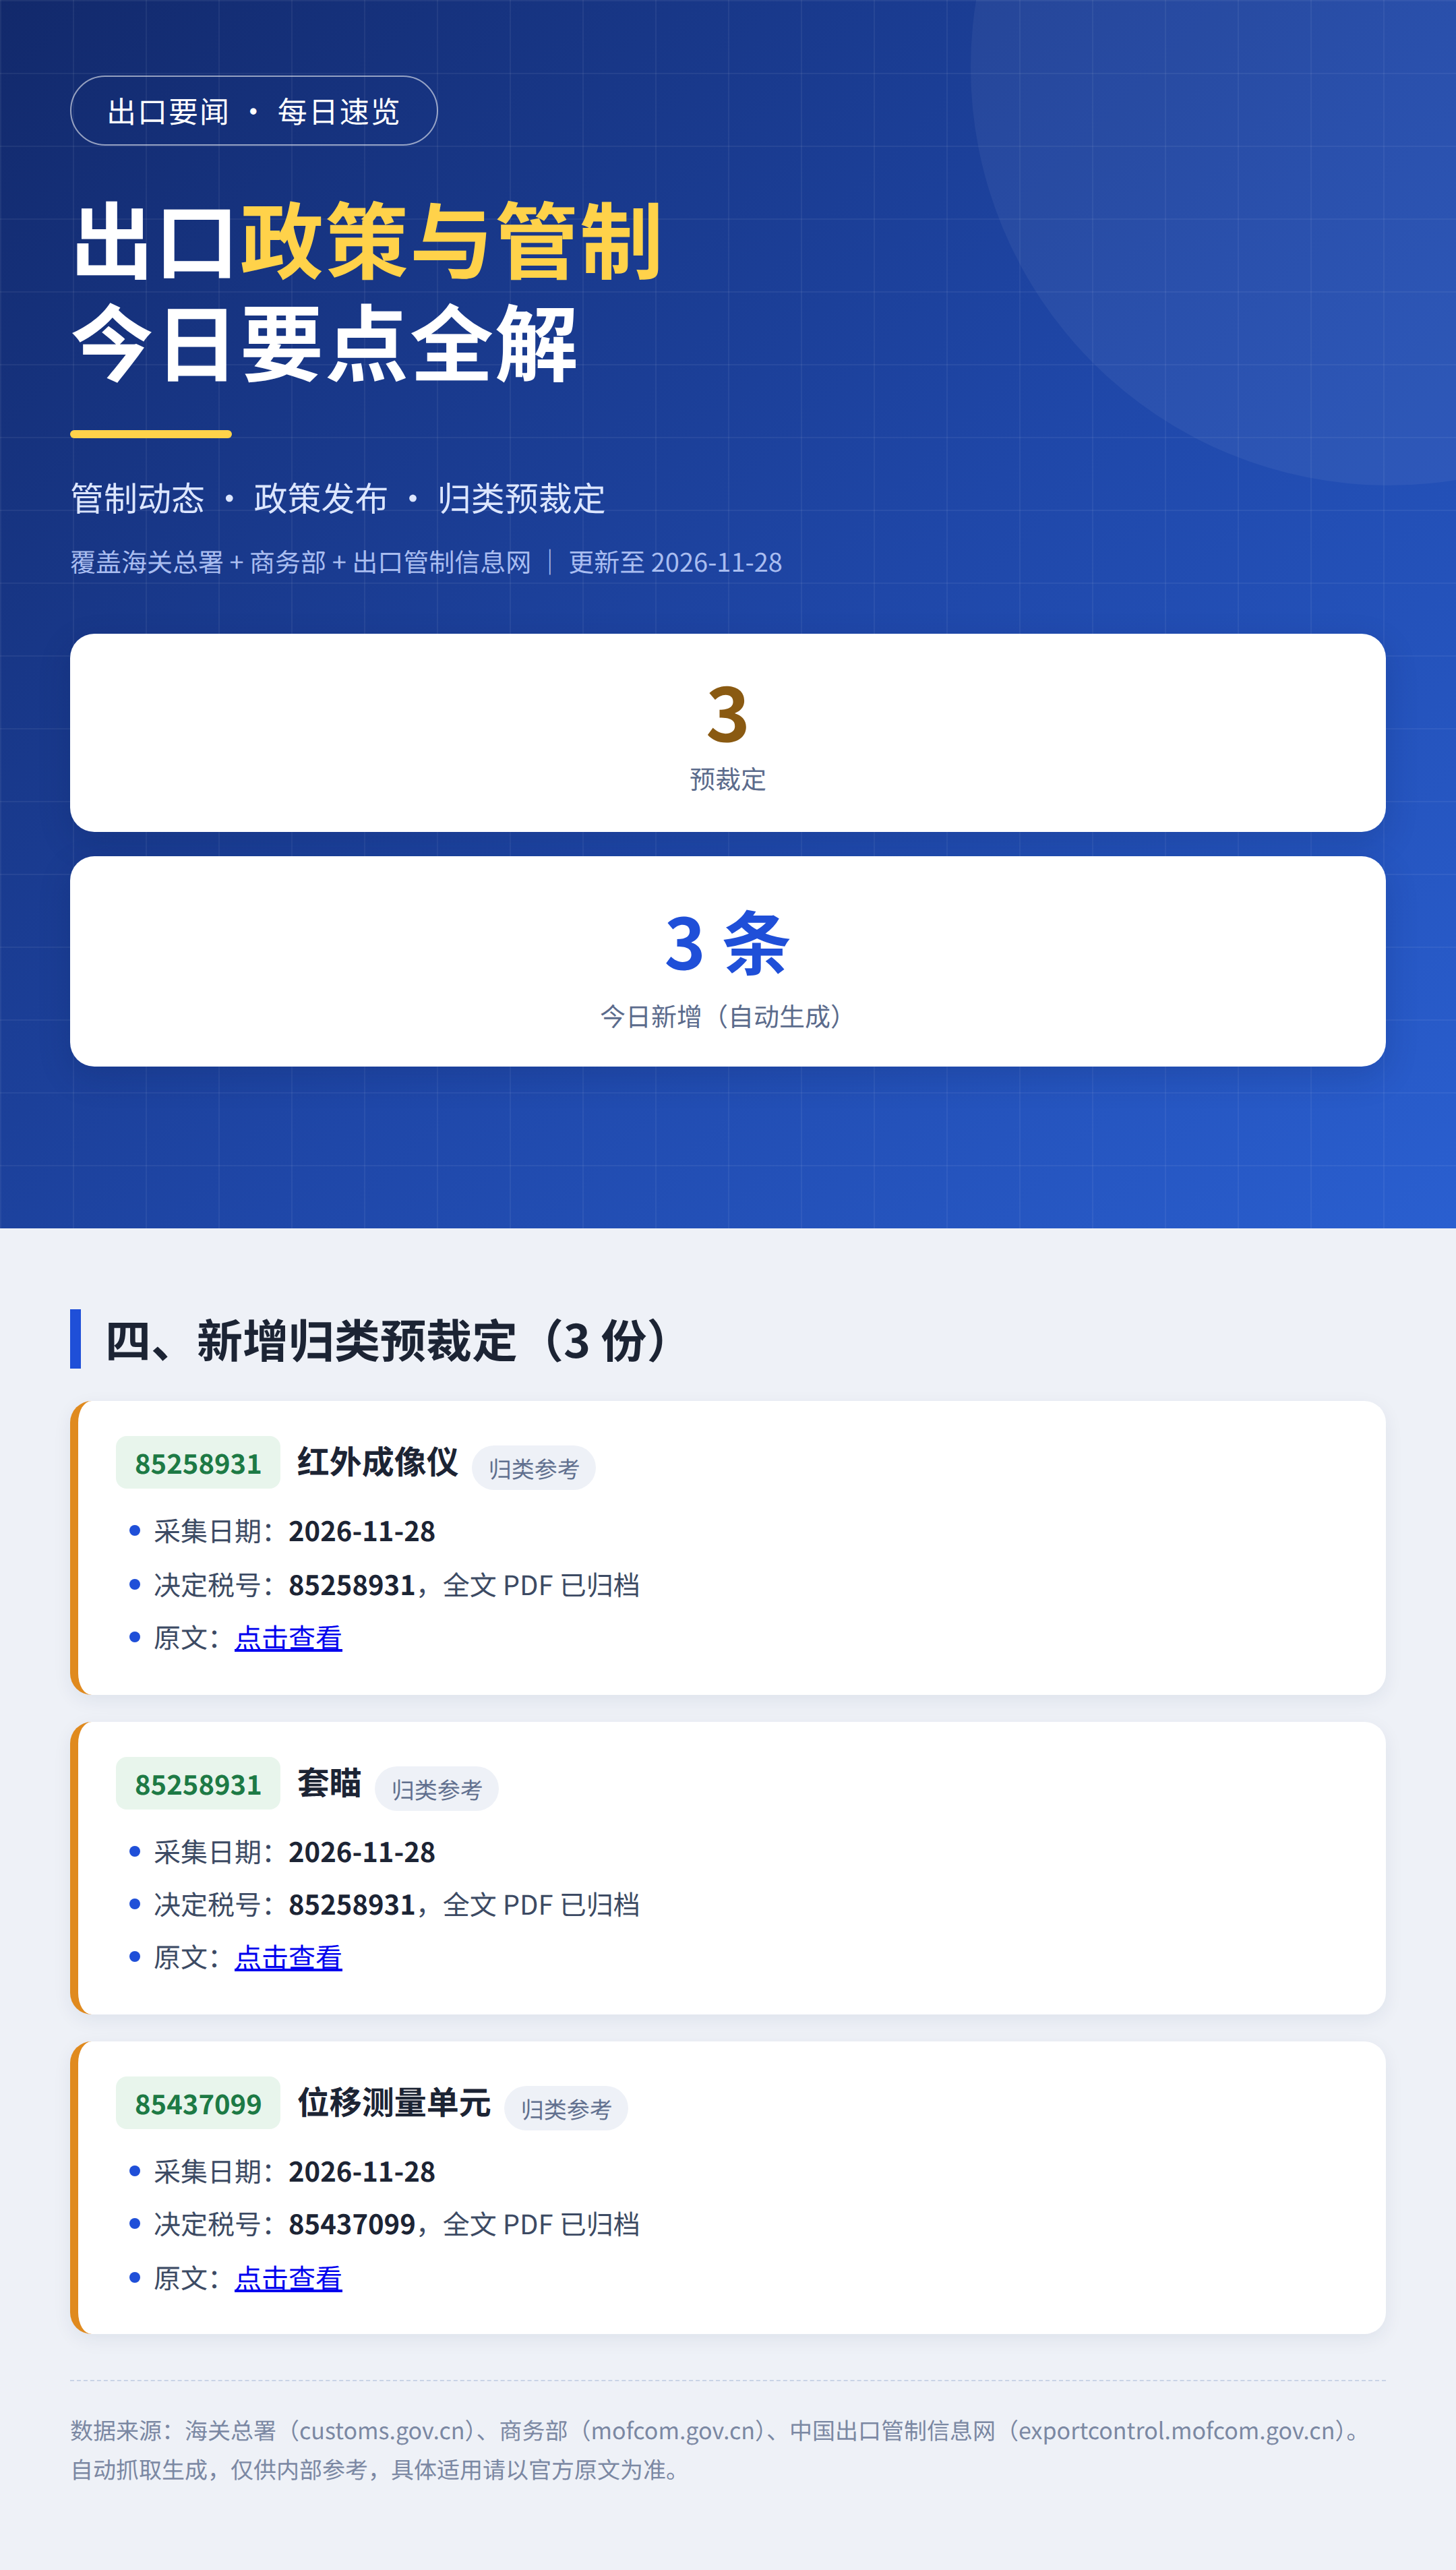 出口要闻 · 每日速览
出口政策与管制
今日要点全解
管制动态 · 政策发布 · 归类预裁定
覆盖海关总署 + 商务部 + 出口管制信息网 ｜ 更新至 2026-11-28
3
预裁定
3 条
今日新增（自动生成）
四、新增归类预裁定（3 份）
85258931 红外成像仪 归类参考
采集日期：2026-11-28
决定税号：85258931，全文 PDF 已归档
原文：点击查看
85258931 套瞄 归类参考
采集日期：2026-11-28
决定税号：85258931，全文 PDF 已归档
原文：点击查看
85437099 位移测量单元 归类参考
采集日期：2026-11-28
决定税号：85437099，全文 PDF 已归档
原文：点击查看
数据来源：海关总署（customs.gov.cn）、商务部（mofcom.gov.cn）、中国出口管制信息网（exportcontrol.mofcom.gov.cn）。
自动抓取生成，仅供内部参考，具体适用请以官方原文为准。